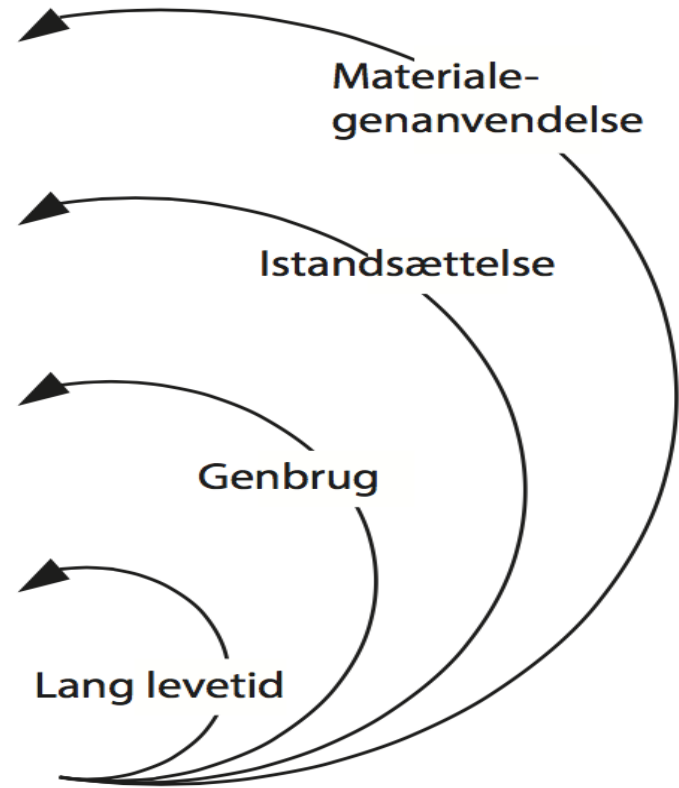 Materiale-
genanvendelse
Istandsættelse
Genbrug
Lang levetid